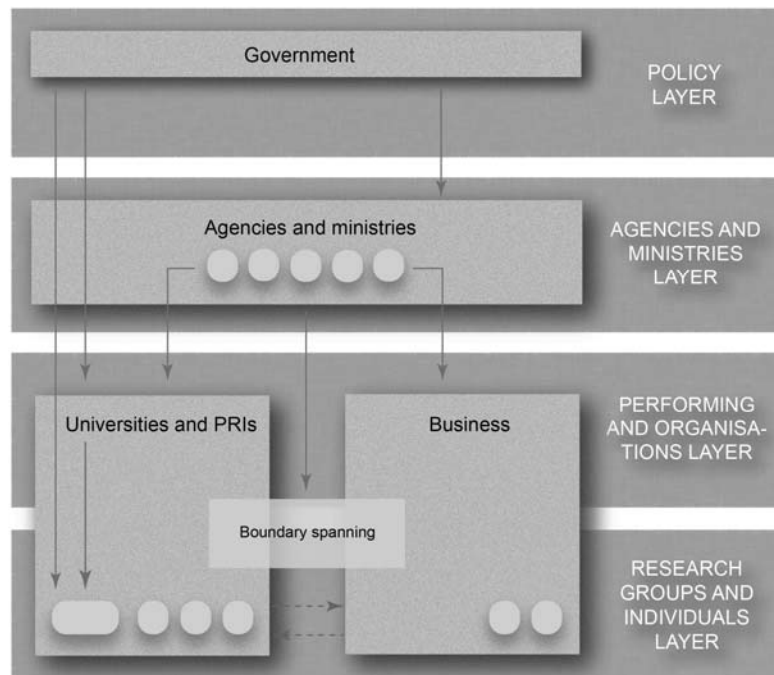 Government
POLICY
LAYER
Agencies and ministries
AGENCIES AND
MINISTRIES
LAYER
Universities and PRIs
Business
PERFORMING
AND ORGANISA-
TIONS LAYER
Boundary spanning
RESEARCH
GROUPS AND
INDIVIDUALS
LAYER